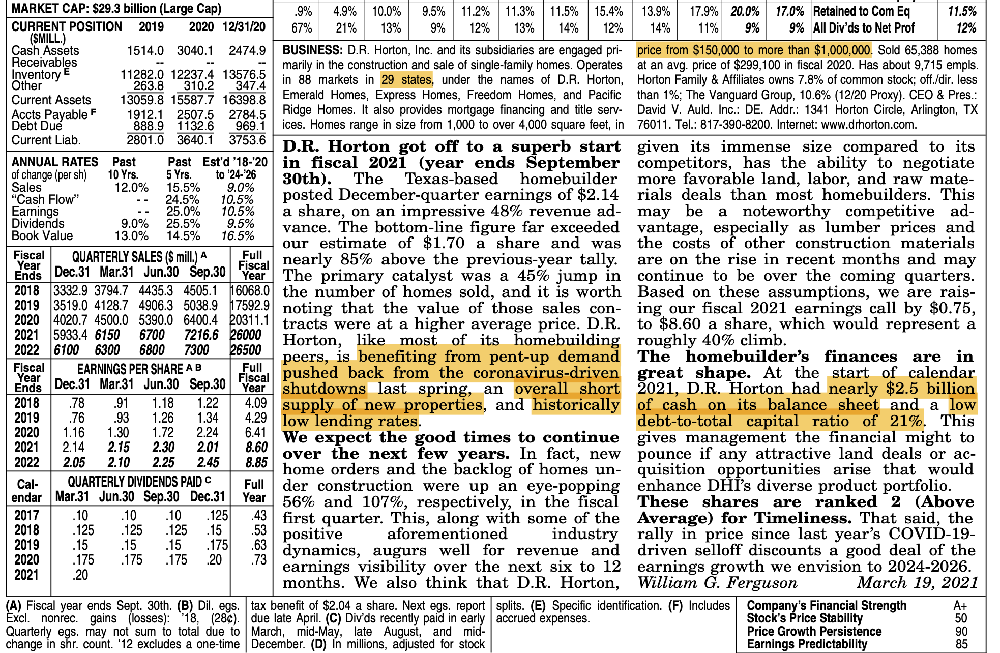 MARKET CAP: $29.3 billion (Large Cap)
CURRENT POSITION 2019 2020 12/31/20
($MILL.)
Cash Assets 1514.0 3040.1 2474.9
Receivables -- -- --
Inventory E 11282.0 12237.4 13576.5
Other 263.8 310.2 347.4
Current Assets 13059.8 15587.7 16398.8
Accts Payable F 1912.1 2507.5 2784.5
Debt Due 888.9 1132.6 969.1
Current Liab. 2801.0 3640.1 3753.6
ANNUAL RATES Past Past Est'd '18-'20
of change (per sh) 10 Yrs. 5 Yrs. to '24-'26
Sales 12.0% 15.5% 9.0%
“Cash Flow” -- 24.5% 10.5%
Earnings -- 25.0% 10.5%
Dividends 9.0% 25.5% 9.5%
Book Value 13.0% 14.5% 16.5%
Fiscal Year Ends QUARTERLY SALES ($ mill.) A Full Fiscal Year
Dec.31 Mar.31 Jun.30 Sep.30
2018 3332.9 3794.7 4435.3 4505.1 16068.0
2019 3519.0 4128.7 4906.3 5038.9 17592.9
2020 4020.7 4500.0 5390.0 6400.4 20311.1
2021 5933.4 6150 6700 7216.6 26000
2022 6100 6300 6800 7300 26500
Fiscal Year Ends EARNINGS PER SHARE A B Full Fiscal Year
Dec.31 Mar.31 Jun.30 Sep.30
2018 .78 .91 1.18 1.22 4.09
2019 .76 .93 1.26 1.34 4.29
2020 1.16 1.30 1.72 2.24 6.41
2021 2.14 2.15 2.30 2.01 8.60
2022 2.05 2.10 2.25 2.45 8.85
Cal-endar QUARTERLY DIVIDENDS PAID C Full Year
Mar.31 Jun.30 Sep.30 Dec.31
2017 .10 .10 .10 .125 .43
2018 .125 .125 .125 .15 .53
2019 .15 .15 .15 .175 .63
2020 .175 .175 .175 .20 .73
2021 .20
.9% 4.9% 10.0% 9.5% 11.2% 11.3% 11.5% 15.4% 13.9% 17.9% 20.0% 17.0% Retained to Com Eq 11.5%
67% 21% 13% 9% 12% 13% 14% 12% 14% 11% 9% 9% All Div'ds to Net Prof 12%
BUSINESS: D.R. Horton, Inc. and its subsidiaries are engaged pri-
marily in the construction and sale of single-family homes. Operates
in 88 markets in 29 states, under the names of D.R. Horton,
Emerald Homes, Express Homes, Freedom Homes, and Pacific
Ridge Homes. It also provides mortgage financing and title serv-
ices. Homes range in size from 1,000 to over 4,000 square feet, in
price from $150,000 to more than $1,000,000. Sold 65,388 homes
at an avg. price of $299,100 in fiscal 2020. Has about 9,715 empls.
Horton Family & Affiliates owns 7.8% of common stock; off./dir. less
than 1%; The Vanguard Group, 10.6% (12/20 Proxy). CEO & Pres.:
David V. Auld. Inc.: DE. Addr.: 1341 Horton Circle, Arlington, TX
76011. Tel.: 817-390-8200. Internet: www.drhorton.com.
D.R. Horton got off to a superb start
in fiscal 2021 (year ends September
30th). The Texas-based homebuilder
posted December-quarter earnings of $2.14
a share, on an impressive 48% revenue ad-
vance. The bottom-line figure far exceeded
our estimate of $1.70 a share and was
nearly 85% above the previous-year tally.
The primary catalyst was a 45% jump in
the number of homes sold, and it is worth
noting that the value of those sales con-
tracts were at a higher average price. D.R.
Horton, like most of its homebuilding
peers, is benefiting from pent-up demand
pushed back from the coronavirus-driven
shutdowns last spring, an overall short
supply of new properties, and historically
low lending rates.
We expect the good times to continue
over the next few years. In fact, new
home orders and the backlog of homes un-
der construction were up an eye-popping
56% and 107%, respectively, in the fiscal
first quarter. This, along with some of the
positive aforementioned industry
dynamics, augurs well for revenue and
earnings visibility over the next six to 12
months. We also think that D.R. Horton,
given its immense size compared to its
competitors, has the ability to negotiate
more favorable land, labor, and raw mate-
rials deals than most homebuilders. This
may be a noteworthy competitive ad-
vantage, especially as lumber prices and
the costs of other construction materials
are on the rise in recent months and may
continue to be over the coming quarters.
Based on these assumptions, we are rais-
ing our fiscal 2021 earnings call by $0.75,
to $8.60 a share, which would represent a
roughly 40% climb.
The homebuilder's finances are in
great shape. At the start of calendar
2021, D.R. Horton had nearly $2.5 billion
of cash on its balance sheet and a low
debt-to-total capital ratio of 21%. This
gives management the financial might to
pounce if any attractive land deals or ac-
quisition opportunities arise that would
enhance DHI's diverse product portfolio.
These shares are ranked 2 (Above
Average) for Timeliness. That said, the
rally in price since last year's COVID-19-
driven selloff discounts a good deal of the
earnings growth we envision to 2024-2026.
William G. Ferguson March 19, 2021
(A) Fiscal year ends Sept. 30th. (B) Dil. egs.
Excl. nonrec. gains (losses): '18, (28¢).
Quarterly egs. may not sum to total due to
change in shr. count. '12 excludes a one-time
tax benefit of $2.04 a share. Next egs. report
due late April. (C) Div'ds recently paid in early
March, mid-May, late August, and mid-
December. (D) In millions, adjusted for stock
splits. (E) Specific identification. (F) Includes
accrued expenses.
Company's Financial Strength A+
Stock's Price Stability 50
Price Growth Persistence 90
Earnings Predictability 85